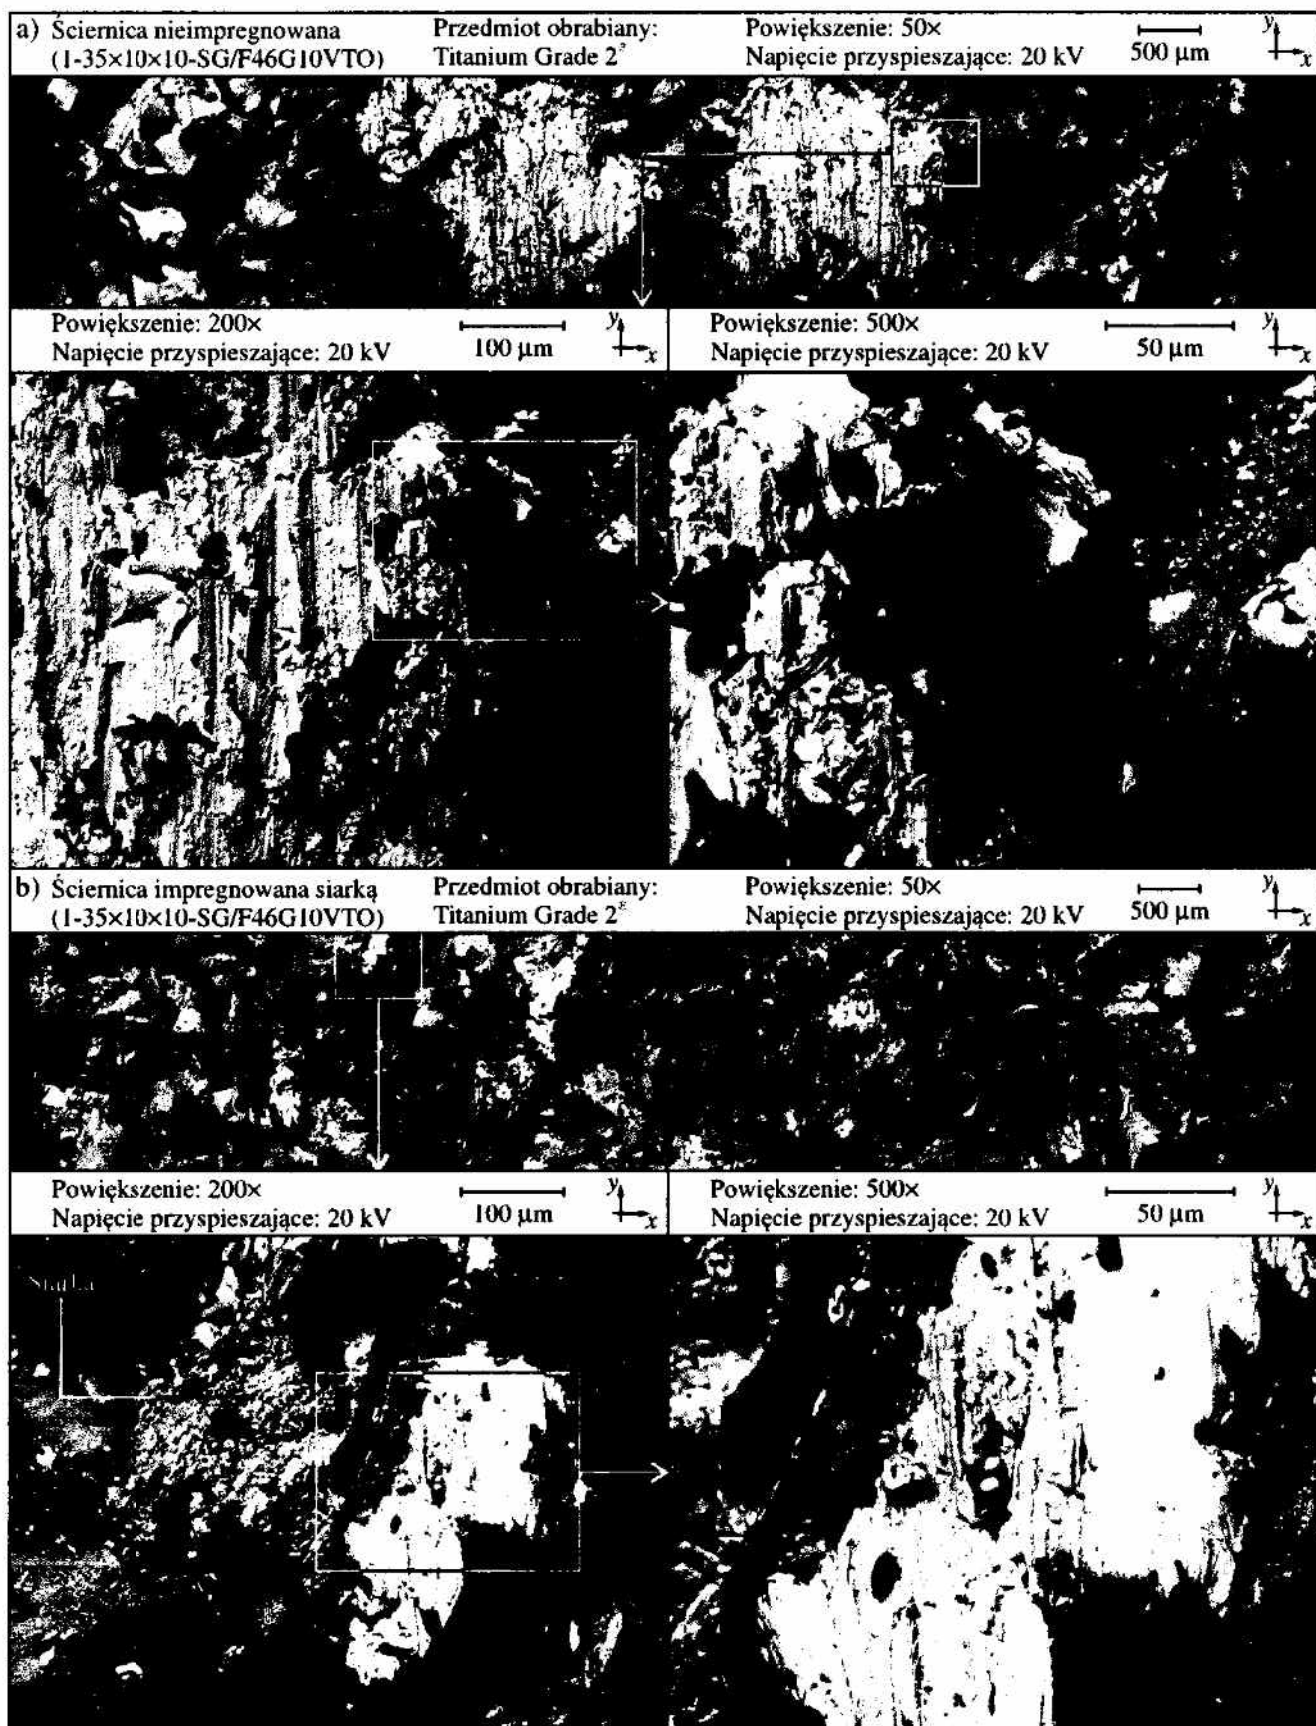 a) Ściernica nieimpregnowana
(1-35×10×10-SG/F46G10VTO)
Przedmiot obrabiany:
Titanium Grade 2®
Powiększenie: 50×
Napięcie przyspieszające: 20 kV
500 µm
y
x
Powiększenie: 200×
Napięcie przyspieszające: 20 kV
100 µm
y
x
Powiększenie: 500×
Napięcie przyspieszające: 20 kV
50 µm
y
x
b) Ściernica impregnowana siarką
(1-35×10×10-SG/F46G10VTO)
Przedmiot obrabiany:
Titanium Grade 2®
Powiększenie: 50×
Napięcie przyspieszające: 20 kV
500 µm
y
x
Powiększenie: 200×
Napięcie przyspieszające: 20 kV
100 µm
y
x
Powiększenie: 500×
Napięcie przyspieszające: 20 kV
50 µm
y
x
Siarka